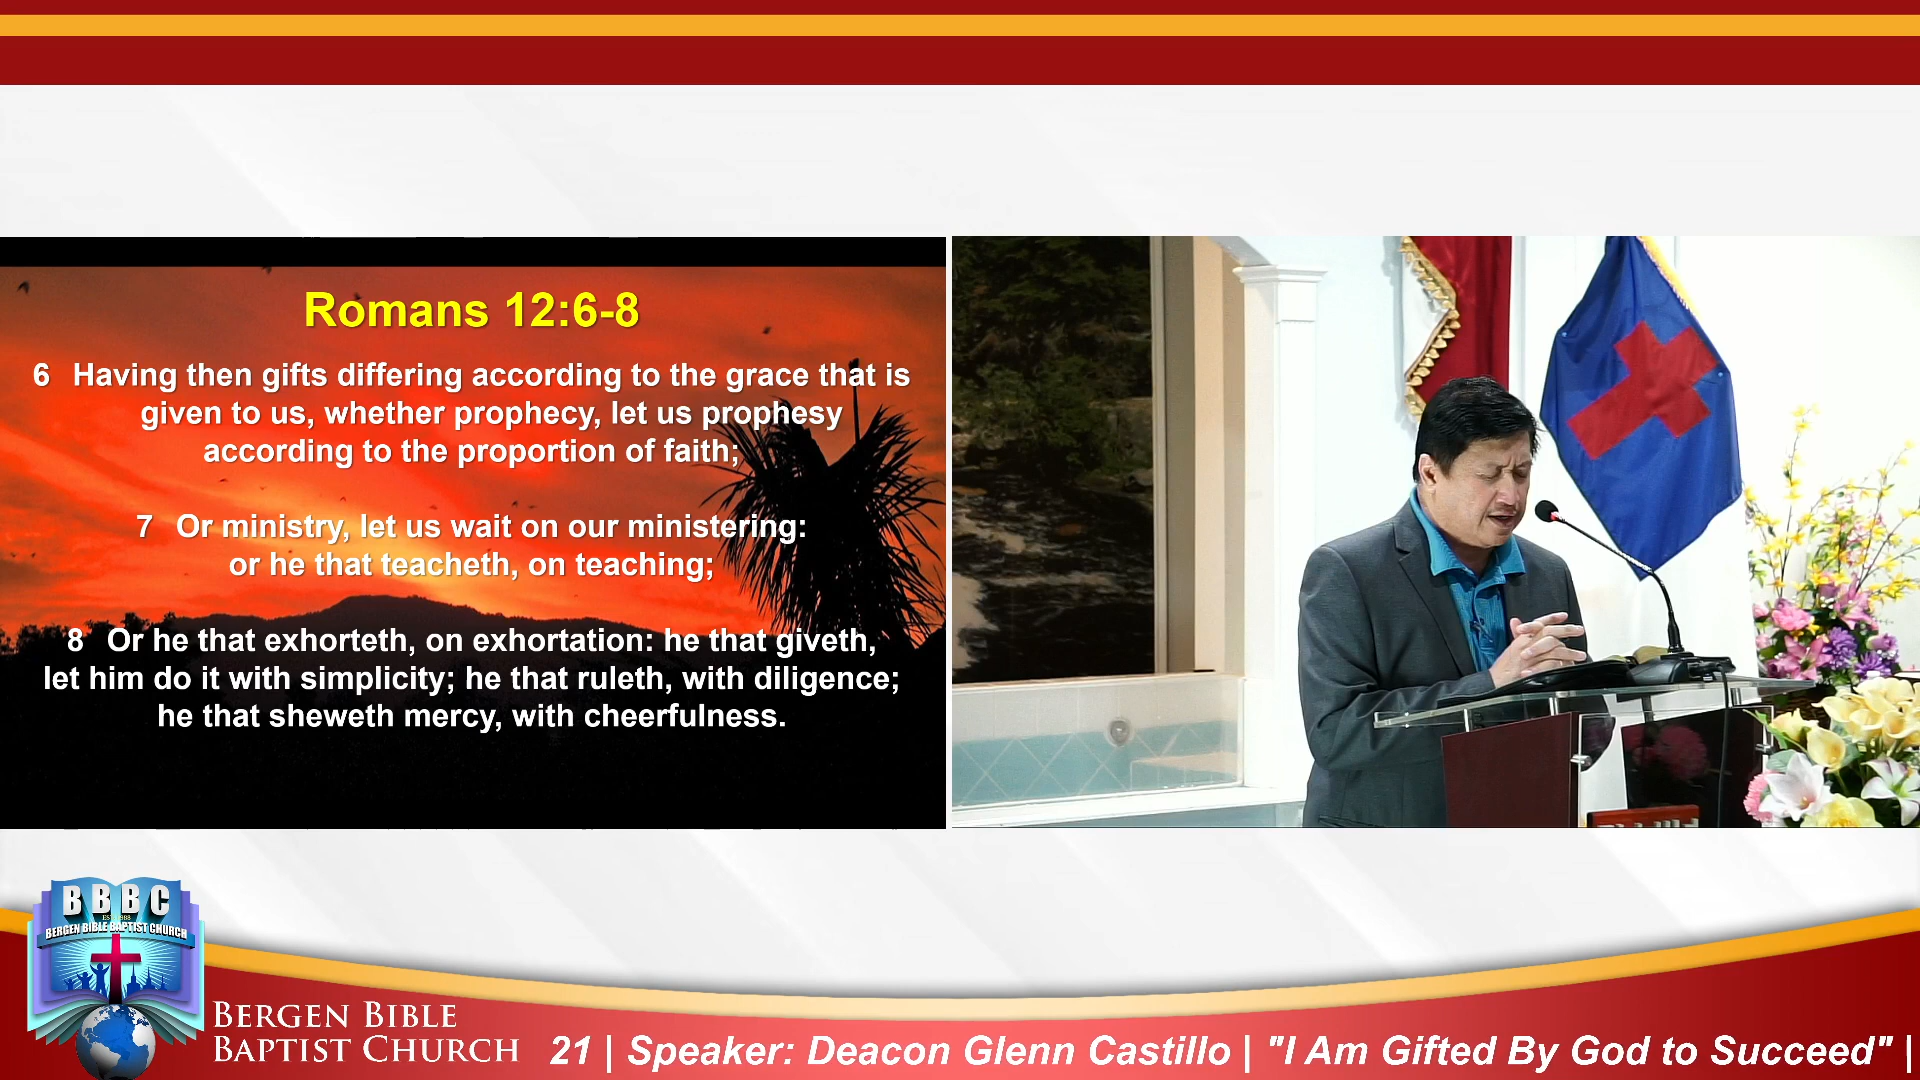 Romans 12:6-8
6 Having then gifts differing according to the grace that is
given to us, whether prophecy, let us prophesy
according to the proportion of faith;
7 Or ministry, let us wait on our ministering:
or he that teacheth, on teaching;
8 Or he that exhorteth, on exhortation: he that giveth,
let him do it with simplicity; he that ruleth, with diligence;
he that sheweth mercy, with cheerfulness.
BBBC
BERGEN BIBLE BAPTIST CHURCH
BERGEN BIBLE
BAPTIST CHURCH
21 | Speaker: Deacon Glenn Castillo | "I Am Gifted By God to Succeed" |